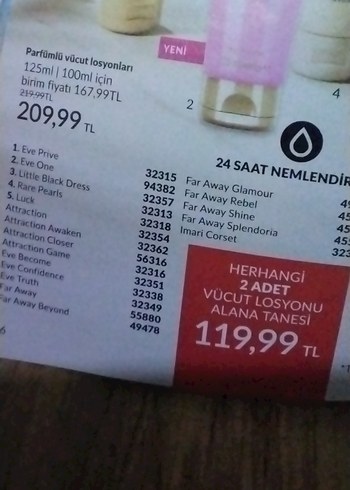 Parfümlü vücut losyonları
125ml | 100ml için
birim fiyatı 167,99TL
219,99TL
209,99 TL
YENİ
2
4
24 SAAT NEMLENDİR
1. Eve Prive
2. Eve One
3. Little Black Dress
4. Rare Pearls
5. Luck
Attraction
Attraction Awaken
Attraction Closer
Attraction Game
Eve Become
Eve Confidence
Eve Truth
Far Away
Far Away Beyond
32315
94382
32357
32313
32318
32354
32362
56316
32316
32351
32338
32349
55880
49478
Far Away Glamour
Far Away Rebel
Far Away Shine
Far Away Splendoria
Imari Corset
HERHANGİ
2 ADET
VÜCUT LOSYONU
ALANA TANESİ
119,99 TL
6